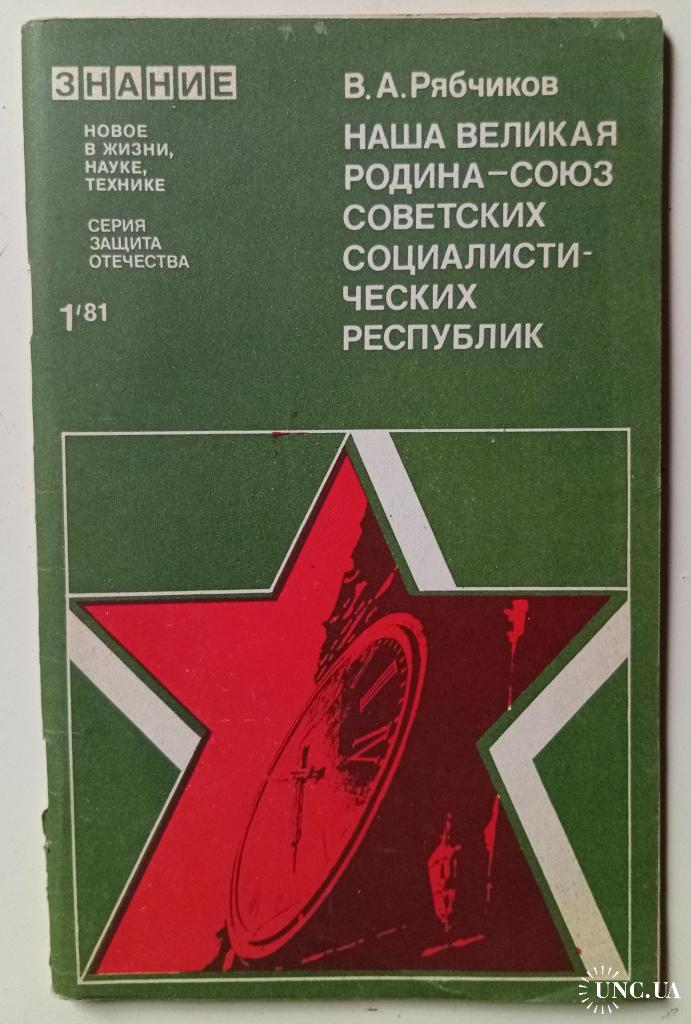 ЗНАНИЕ
НОВОЕ
В ЖИЗНИ,
НАУКЕ,
ТЕХНИКЕ
СЕРИЯ
ЗАЩИТА
ОТЕЧЕСТВА
1'81
В.А.Рябчиков
НАША ВЕЛИКАЯ
РОДИНА—СОЮЗ
СОВЕТСКИХ
СОЦИАЛИСТИ-
ЧЕСКИХ
РЕСПУБЛИК
UNC.UA